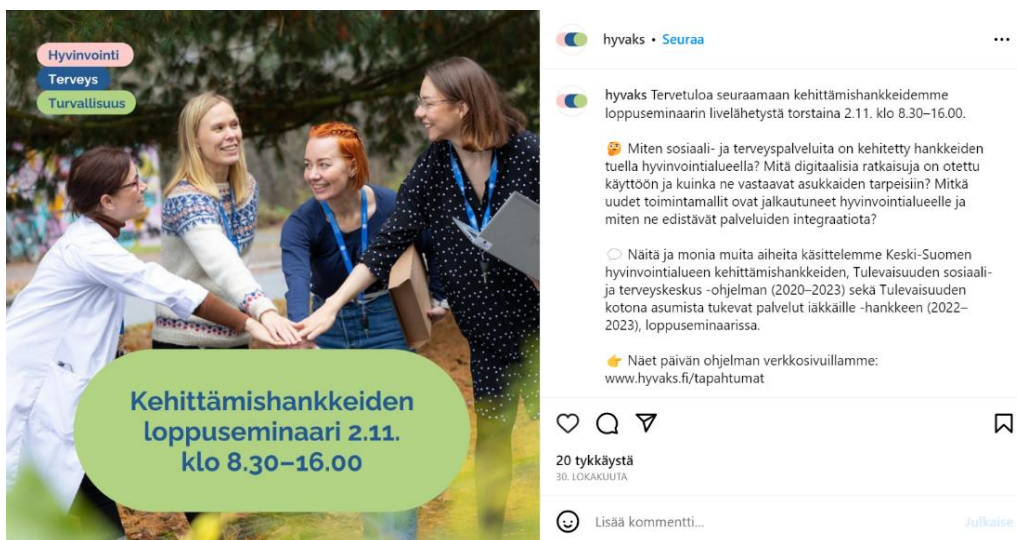 Hyvinvointi
Terveys
Turvallisuus
Kehittämishankkeiden
loppuseminaari 2.11.
klo 8.30–16.00
hyvaks • Seuraa
hyvaks Tervetuloa seuraamaan kehittämishankkeidemme
loppuseminaarin livelähetystä torstaina 2.11. klo 8.30–16.00.
🤔 Miten sosiaali- ja terveyspalveluita on kehitetty hankkeiden
tuella hyvinvointialueella? Mitä digitaalisia ratkaisuja on otettu
käyttöön ja kuinka ne vastaavat asukkaiden tarpeisiin? Mitkä
uudet toimintamallit ovat jalkautuneet hyvinvointialueelle ja
miten ne edistävät palveluiden integraatiota?
💬 Näitä ja monia muita aiheita käsittelemme Keski-Suomen
hyvinvointialueen kehittämishankkeiden, Tulevaisuuden sosiaali-
ja terveyskeskus -ohjelman (2020–2023) sekä Tulevaisuuden
kotona asumista tukevat palvelut iäkkäille -hankkeen (2022–
2023), loppuseminaarissa.
👉 Näet päivän ohjelman verkkosivuillamme:
www.hyvaks.fi/tapahtumat
20 tykkäystä
30. LOKAKUUTA
Lisää kommentti...
Julkaise